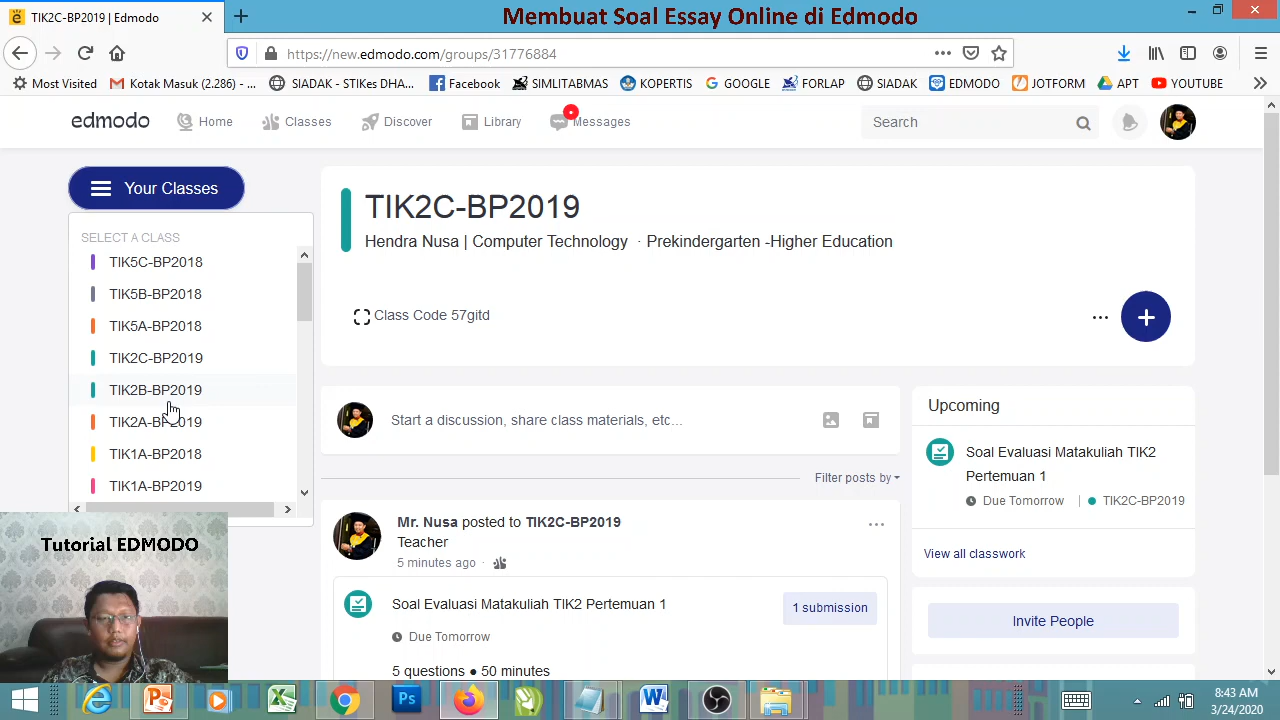 TIK2C-BP2019 | Edmodo
Membuat Soal Essay Online di Edmodo
https://new.edmodo.com/groups/31776884
Most Visited
Kotak Masuk (2.286) - ...
SIADAK - STIKes DHA...
Facebook
SIMLITABMAS
KOPERTIS
GOOGLE
FORLAP
SIADAK
EDMODO
JOTFORM
APT
YOUTUBE
edmodo
Home
Classes
Discover
Library
Messages
Search
Your Classes
SELECT A CLASS
TIK5C-BP2018
TIK5B-BP2018
TIK5A-BP2018
TIK2C-BP2019
TIK2B-BP2019
TIK2A-BP2019
TIK1A-BP2018
TIK1A-BP2019
TIK2C-BP2019
Hendra Nusa | Computer Technology · Prekindergarten -Higher Education
Class Code 57gitd
Start a discussion, share class materials, etc...
Filter posts by
Mr. Nusa posted to TIK2C-BP2019
Teacher
5 minutes ago ·
Soal Evaluasi Matakuliah TIK2 Pertemuan 1
1 submission
Due Tomorrow
5 questions ● 50 minutes
Upcoming
Soal Evaluasi Matakuliah TIK2
Pertemuan 1
Due Tomorrow | TIK2C-BP2019
View all classwork
Invite People
Tutorial EDMODO
8:43 AM
3/24/2020